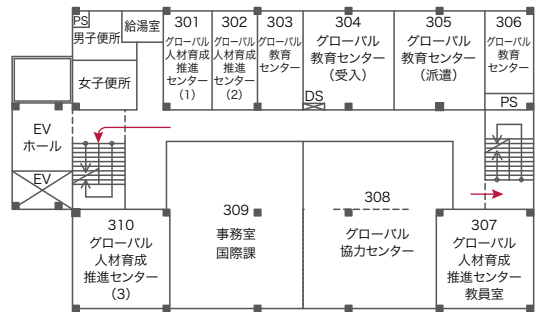 PS
男子便所
給湯室
女子便所
301
グローバル
人材育成
推進
センター
(1)
302
グローバル
人材育成
推進
センター
(2)
303
グローバル
教育
センター
304
グローバル
教育センター
(受入)
305
グローバル
教育センター
(派遣)
306
グローバル
教育
センター
DS
PS
EV
ホール
EV
310
グローバル
人材育成
推進センター
(3)
309
事務室
国際課
308
グローバル
協力センター
307
グローバル
人材育成
推進センター
教員室